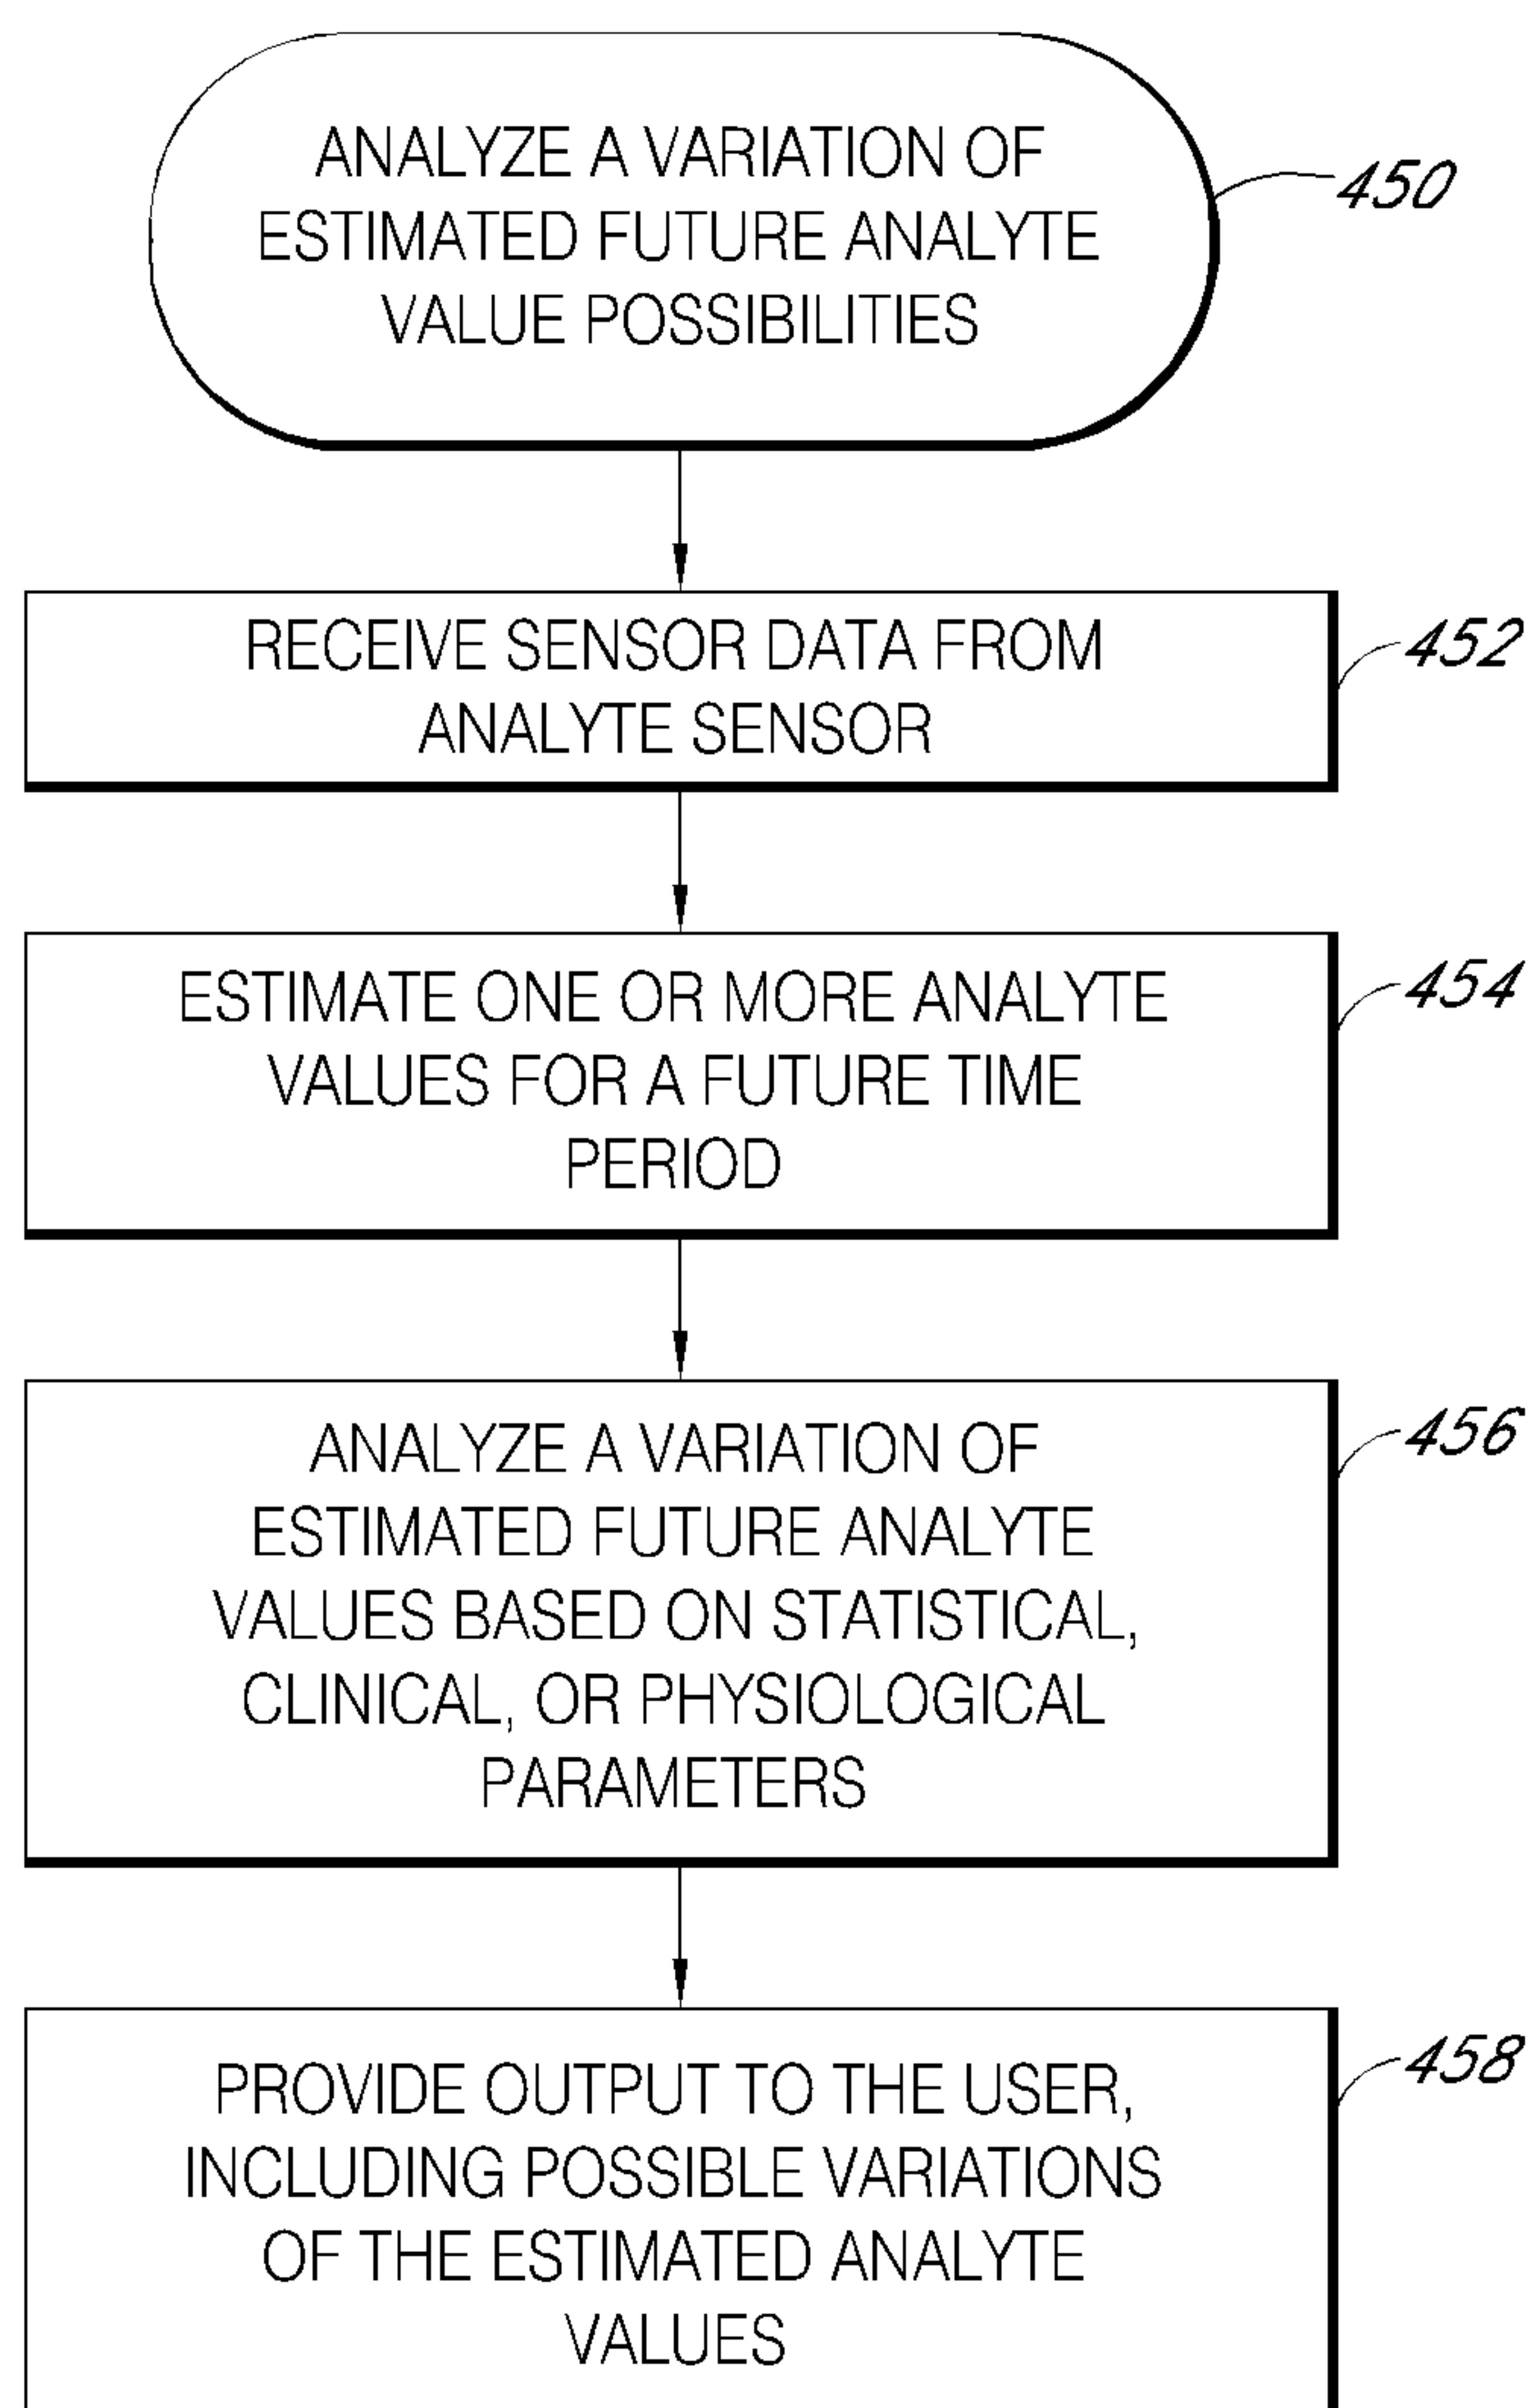 ANALYZE A VARIATION OF
ESTIMATED FUTURE ANALYTE
VALUE POSSIBILITIES
450
RECEIVE SENSOR DATA FROM
ANALYTE SENSOR
452
ESTIMATE ONE OR MORE ANALYTE
VALUES FOR A FUTURE TIME
PERIOD
454
ANALYZE A VARIATION OF
ESTIMATED FUTURE ANALYTE
VALUES BASED ON STATISTICAL,
CLINICAL, OR PHYSIOLOGICAL
PARAMETERS
456
PROVIDE OUTPUT TO THE USER,
INCLUDING POSSIBLE VARIATIONS
OF THE ESTIMATED ANALYTE
VALUES
458